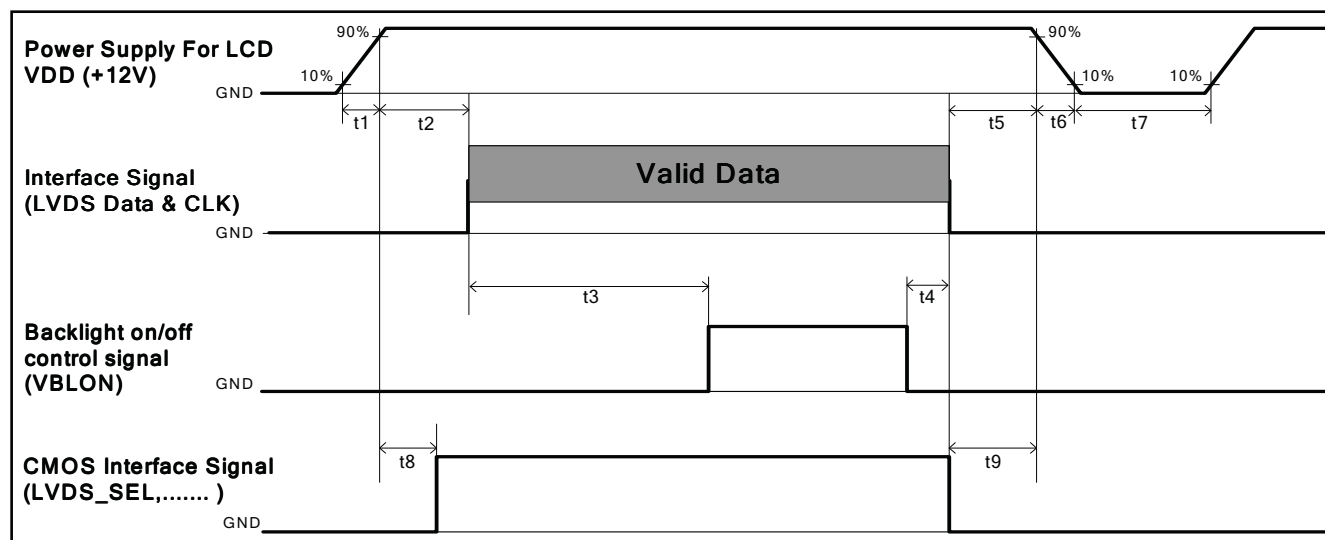 Power Supply For LCD
VDD (+12V)
90%
10%
GND
90%
10%
10%
t1
t2
t5
t6
t7
Interface Signal
(LVDS Data & CLK)
Valid Data
GND
t3
t4
Backlight on/off
control signal
(VBLON)
GND
t8
t9
CMOS Interface Signal
(LVDS_SEL,....... )
GND